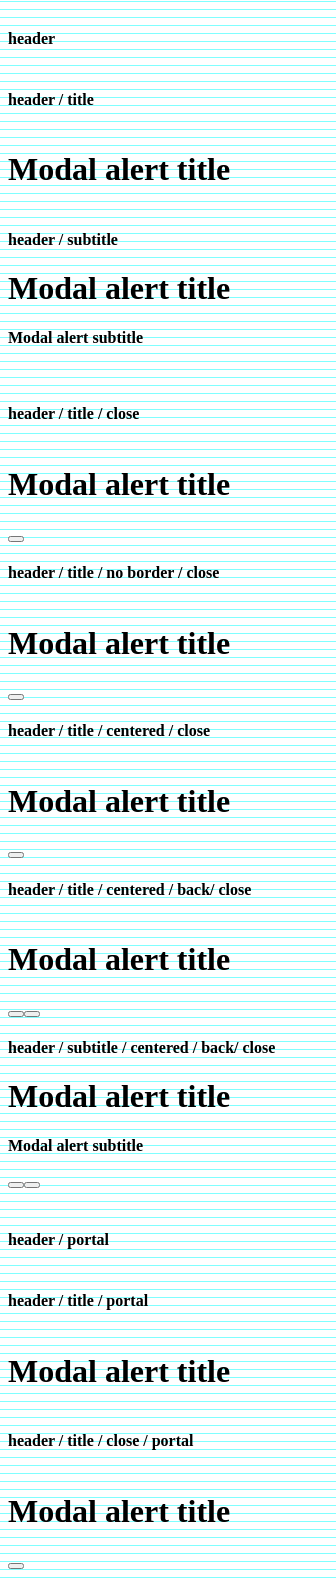 header
header / title
Modal alert title
header / subtitle
Modal alert title
Modal alert subtitle
header / title / close
Modal alert title
header / title / no border / close
Modal alert title
header / title / centered / close
Modal alert title
header / title / centered / back/ close
Modal alert title
header / subtitle / centered / back/ close
Modal alert title
Modal alert subtitle
header / portal
header / title / portal
Modal alert title
header / title / close / portal
Modal alert title